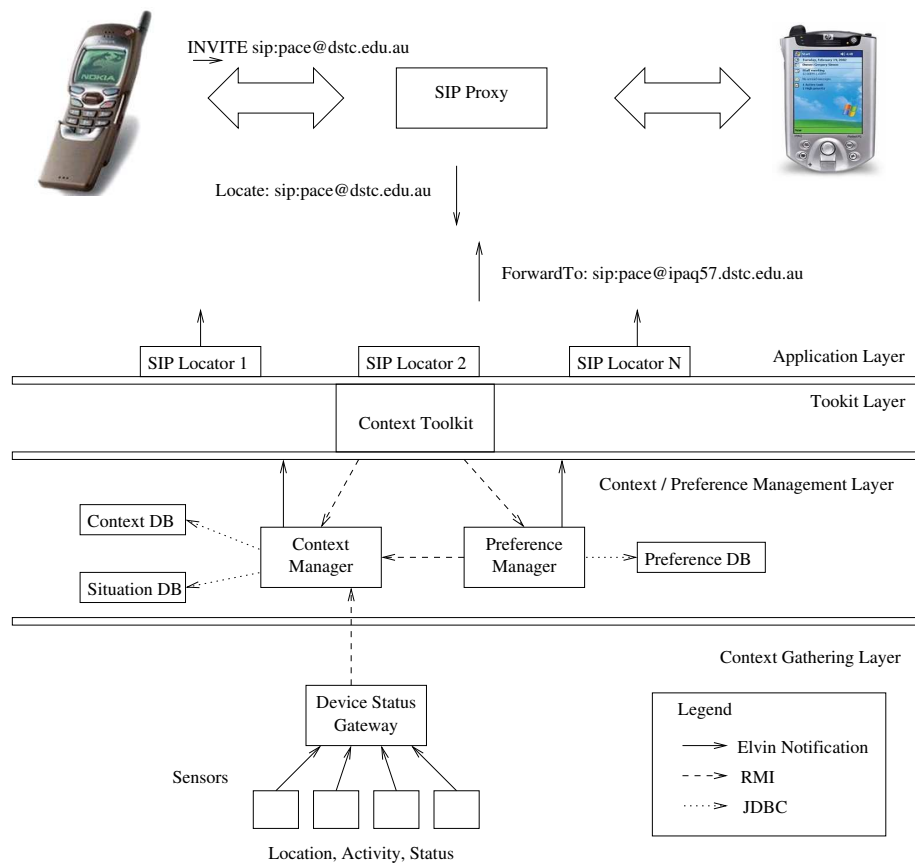 INVITE sip:pace@dstc.edu.au
NOKIA
SIP Proxy
Locate: sip:pace@dstc.edu.au
ForwardTo: sip:pace@ipaq57.dstc.edu.au
SIP Locator 1
SIP Locator 2
SIP Locator N
Application Layer
Tookit Layer
Context Toolkit
Context / Preference Management Layer
Context DB
Context
Manager
Preference
Manager
Preference DB
Situation DB
Context Gathering Layer
Device Status
Gateway
Legend
Elvin Notification
RMI
JDBC
Sensors
Location, Activity, Status